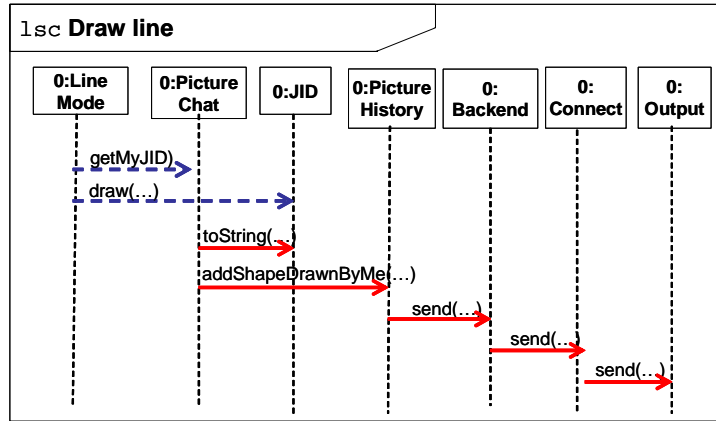 lsc Draw line
0:Line
Mode
0:Picture
Chat
0:JID
0:Picture
History
0:
Backend
0:
Connect
0:
Output
getMyJID)
draw(...)
toString(...)
addShapeDrawnByMe(...)
send(...)
send(...)
send(...)